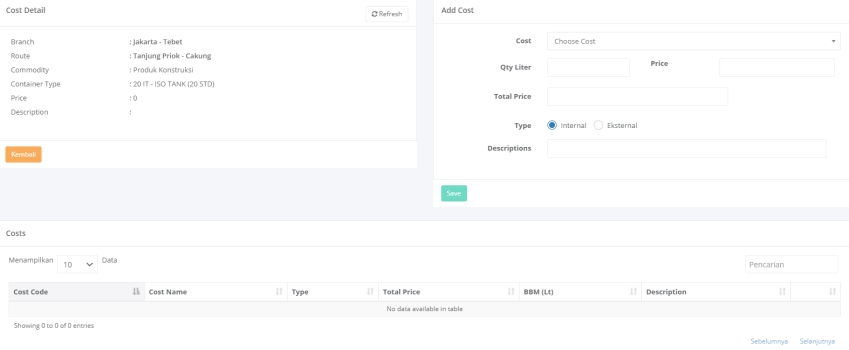 Cost Detail
Refresh
Branch : Jakarta - Tebet
Route : Tanjung Priok - Cakung
Commodity : Produk Konstruksi
Container Type : 20 IT - ISO TANK (20 STD)
Price : 0
Description :
Kembali
Add Cost
Cost Choose Cost
Qty Liter Price
Total Price
Type Internal Eksternal
Descriptions
Save
Costs
Menampilkan 10 Data
Pencarian
Cost Code Cost Name Type Total Price BBM (Lt) Description
No data available in table
Showing 0 to 0 of 0 entries
Sebelumnya Selanjutnya